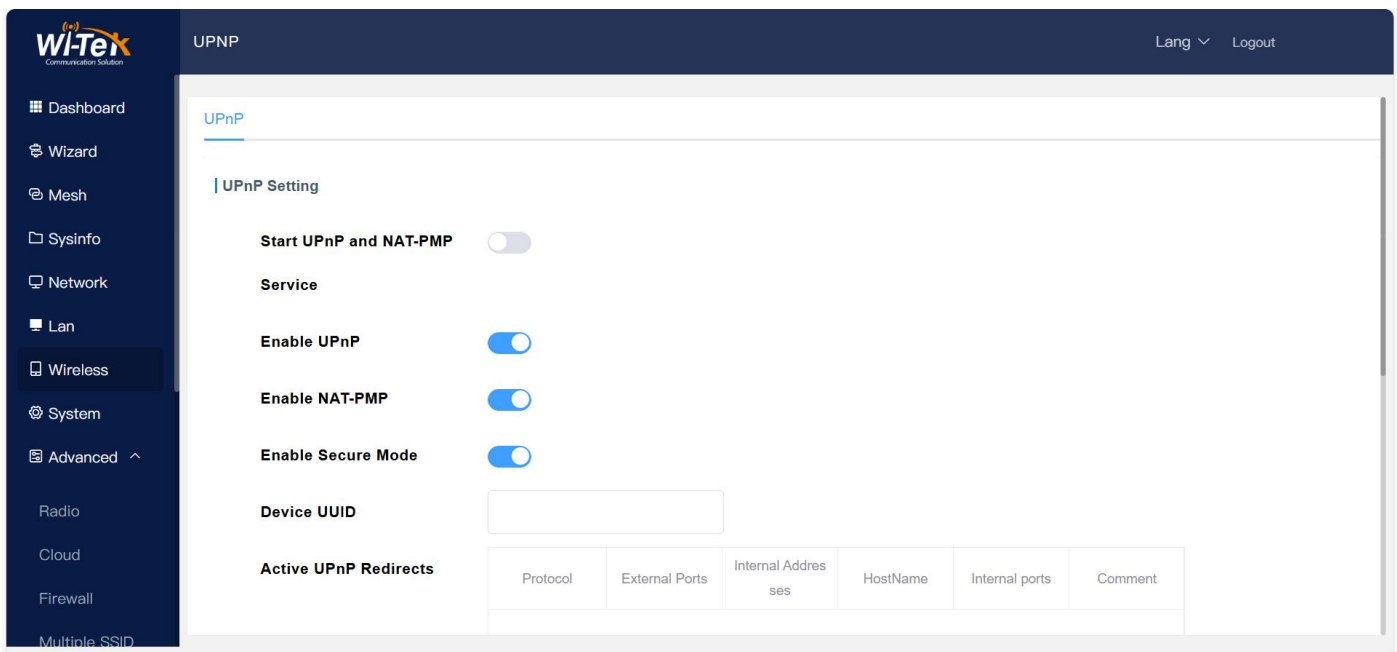 Wi-Tek
Communication Solution
UPNP
Lang
Logout
Dashboard
Wizard
Mesh
Sysinfo
Network
Lan
Wireless
System
Advanced
Radio
Cloud
Firewall
Multiple SSID
UPnP
UPnP Setting
Start UPnP and NAT-PMP
Service
Enable UPnP
Enable NAT-PMP
Enable Secure Mode
Device UUID
Active UPnP Redirects
Protocol
External Ports
Internal Addres
ses
HostName
Internal ports
Comment